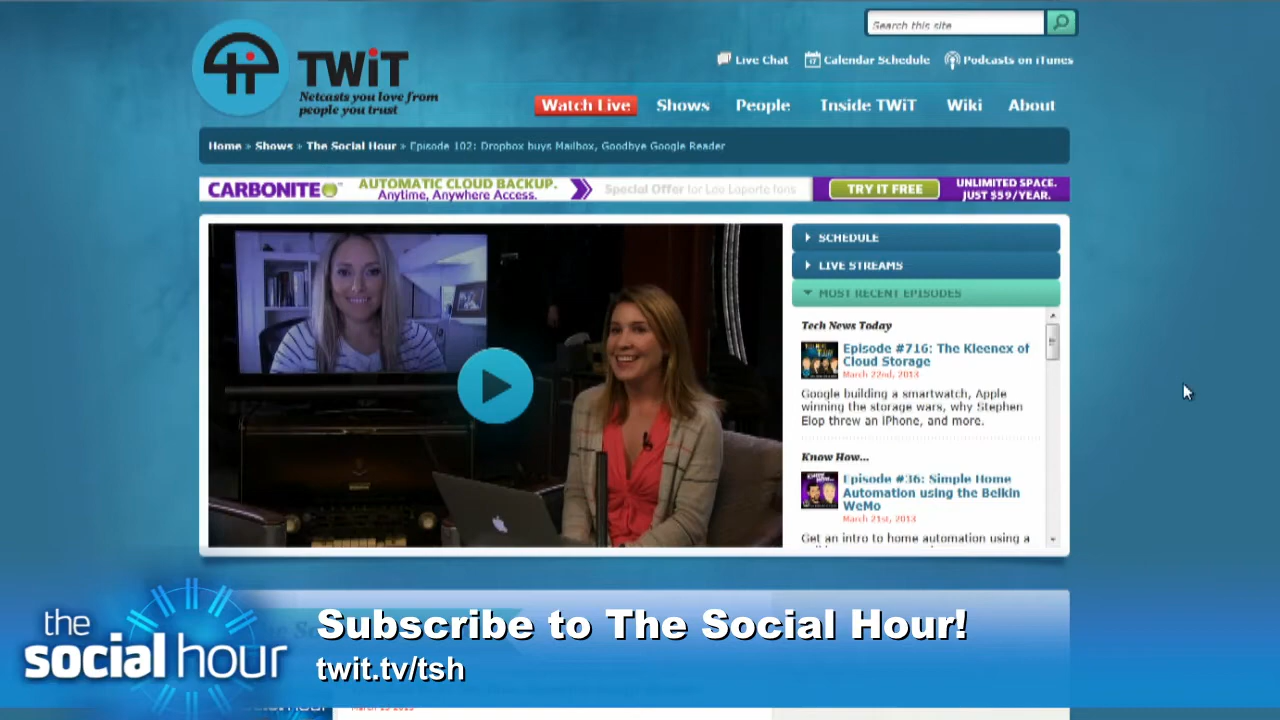 Search this site
TWiT
Netcasts you love from
people you trust
Live Chat
Calendar Schedule
Podcasts on iTunes
Watch Live
Shows
People
Inside TWiT
Wiki
About
Home » Shows » The Social Hour » Episode 102: Dropbox buys Mailbox, Goodbye Google Reader
CARBONITE
AUTOMATIC CLOUD BACKUP.
Anytime, Anywhere Access.
Special Offer for Leo Laporte fans
TRY IT FREE
UNLIMITED SPACE.
JUST $59/YEAR.
SCHEDULE
LIVE STREAMS
MOST RECENT EPISODES
Tech News Today
Episode #716: The Kleenex of
Cloud Storage
March 22nd, 2013
Google building a smartwatch, Apple
winning the storage wars, why Stephen
Elop threw an iPhone, and more.
Know How...
Episode #36: Simple Home
Automation using the Belkin
WeMo
March 21st, 2013
Get an intro to home automation using a
the
social hour
Subscribe to The Social Hour!
twit.tv/tsh